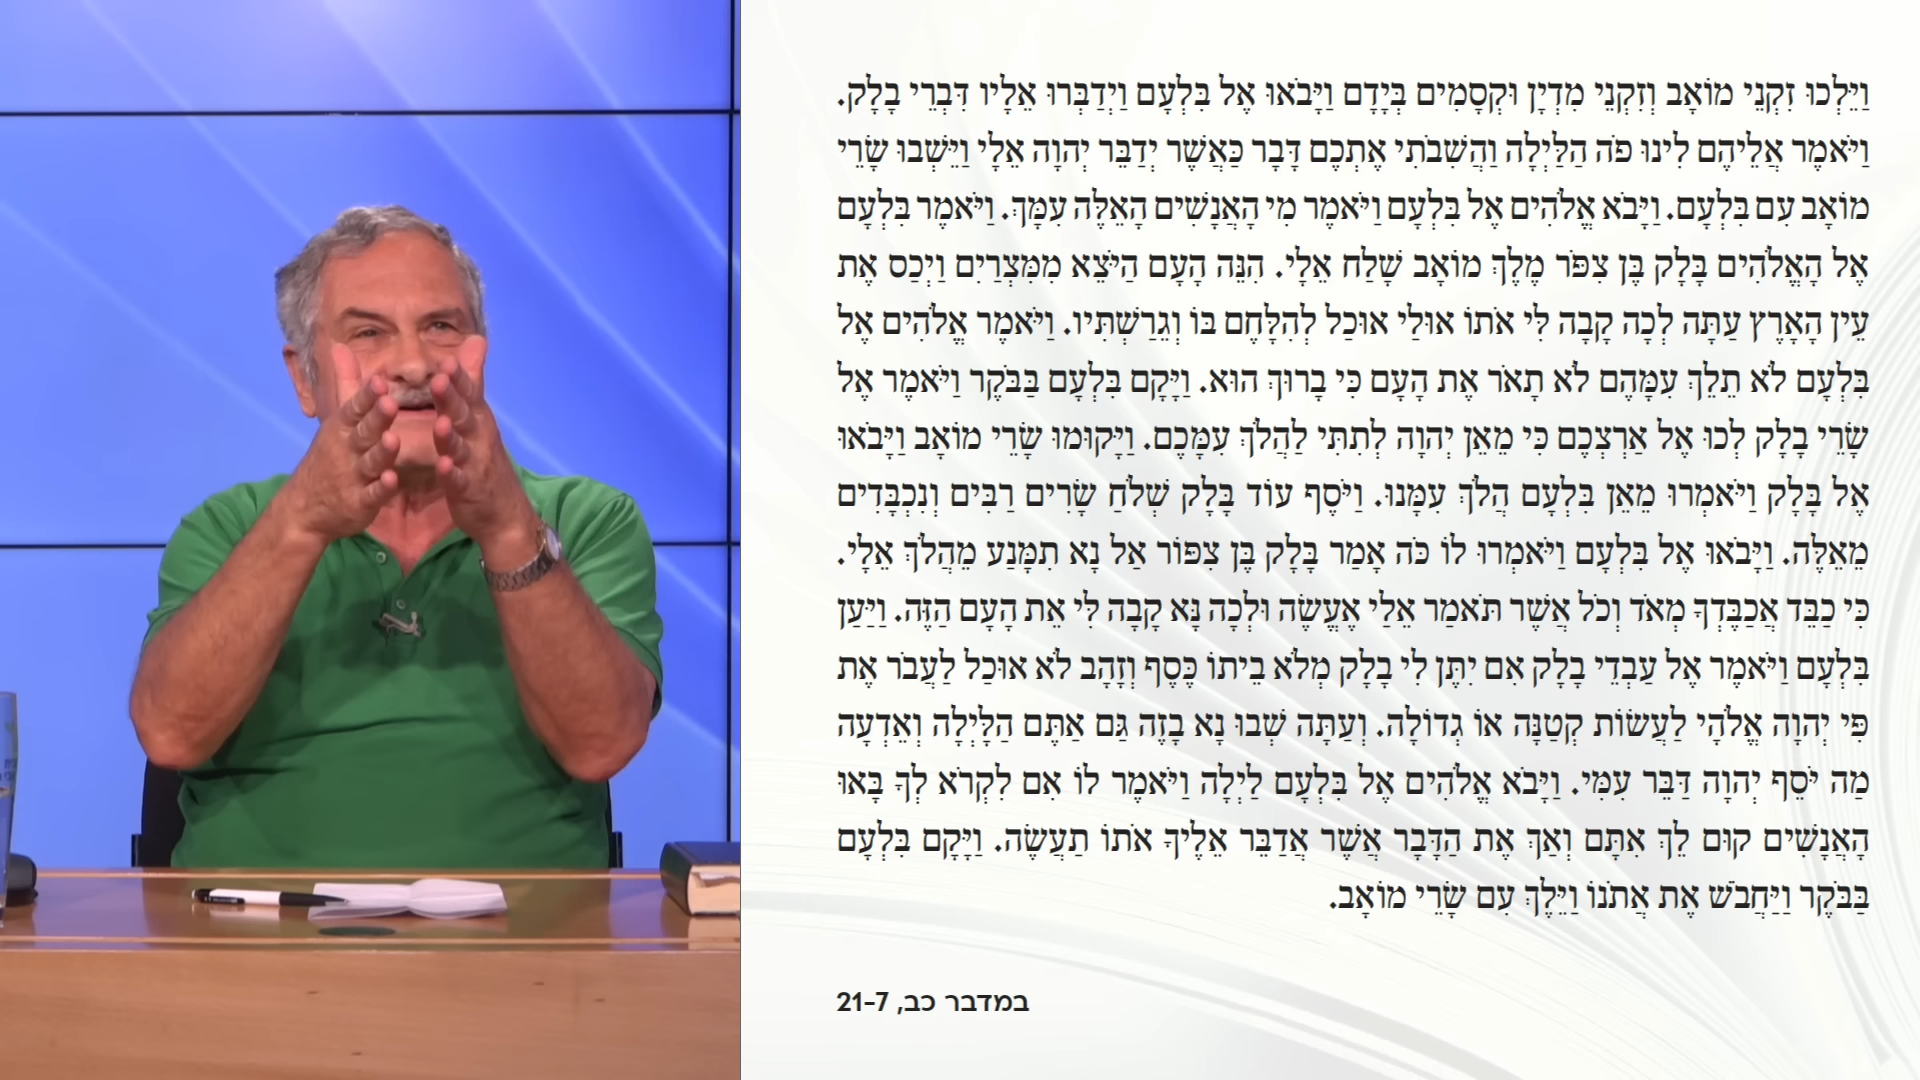 וַיֵּלְכוּ זִקְנֵי מוֹאָב וְזִקְנֵי מִדְיָן וּקְסָמִים בְּיָדָם וַיָּבֹאוּ אֶל בִּלְעָם וַיְדַבְּרוּ אֵלָיו דִּבְרֵי בָלָק.
וַיֹּאמֶר אֲלֵיהֶם לִינוּ פֹה הַלַּיְלָה וַהֲשִׁבֹתִי אֶתְכֶם דָּבָר כַּאֲשֶׁר יְדַבֵּר יְהוָה אֵלָי וַיֵּשְׁבוּ שָׂרֵי
מוֹאָב עִם בִּלְעָם. וַיָּבֹא אֱלֹהִים אֶל בִּלְעָם וַיֹּאמֶר מִי הָאֲנָשִׁים הָאֵלֶּה עִמָּךְ. וַיֹּאמֶר בִּלְעָם
אֶל הָאֱלֹהִים בָּלָק בֶּן צִפֹּר מֶלֶךְ מוֹאָב שָׁלַח אֵלָי. הִנֵּה הָעָם הַיֹּצֵא מִמִּצְרַיִם וַיְכַס אֶת
עֵין הָאָרֶץ עַתָּה לְכָה קָבָה לִּי אֹתוֹ אוּלַי אוּכַל לְהִלָּחֶם בּוֹ וְגֵרַשְׁתִּיו. וַיֹּאמֶר אֱלֹהִים אֶל
בִּלְעָם לֹא תֵלֵךְ עִמָּהֶם לֹא תָאֹר אֶת הָעָם כִּי בָרוּךְ הוּא. וַיָּקָם בִּלְעָם בַּבֹּקֶר וַיֹּאמֶר אֶל
שָׂרֵי בָלָק לְכוּ אֶל אַרְצְכֶם כִּי מֵאֵן יְהוָה לְתִתִּי לַהֲלֹךְ עִמָּכֶם. וַיָּקוּמוּ שָׂרֵי מוֹאָב וַיָּבֹאוּ
אֶל בָּלָק וַיֹּאמְרוּ מֵאֵן בִּלְעָם הֲלֹךְ עִמָּנוּ. וַיֹּסֶף עוֹד בָּלָק שְׁלֹחַ שָׂרִים רַבִּים וְנִכְבָּדִים
מֵאֵלֶּה. וַיָּבֹאוּ אֶל בִּלְעָם וַיֹּאמְרוּ לוֹ כֹּה אָמַר בָּלָק בֶּן צִפּוֹר אַל נָא תִמָּנַע מֵהֲלֹךְ אֵלָי.
כִּי כַבֵּד אֲכַבֶּדְךָ מְאֹד וְכֹל אֲשֶׁר תֹּאמַר אֵלַי אֶעֱשֶׂה וּלְכָה נָּא קָבָה לִּי אֵת הָעָם הַזֶּה. וַיַּעַן
בִּלְעָם וַיֹּאמֶר אֶל עַבְדֵי בָלָק אִם יִתֶּן לִי בָלָק מְלֹא בֵיתוֹ כֶּסֶף וְזָהָב לֹא אוּכַל לַעֲבֹר אֶת
פִּי יְהוָה אֱלֹהָי לַעֲשׂוֹת קְטַנָּה אוֹ גְדוֹלָה. וְעַתָּה שְׁבוּ נָא בָזֶה גַּם אַתֶּם הַלָּיְלָה וְאֵדְעָה
מַה יֹּסֵף יְהוָה דַּבֵּר עִמִּי. וַיָּבֹא אֱלֹהִים אֶל בִּלְעָם לַיְלָה וַיֹּאמֶר לוֹ אִם לִקְרֹא לְךָ בָּאוּ
הָאֲנָשִׁים קוּם לֵךְ אִתָּם וְאַךְ אֶת הַדָּבָר אֲשֶׁר אֲדַבֵּר אֵלֶיךָ אֹתוֹ תַעֲשֶׂה. וַיָּקָם בִּלְעָם
בַּבֹּקֶר וַיַּחֲבֹשׁ אֶת אֲתֹנוֹ וַיֵּלֶךְ עִם שָׂרֵי מוֹאָב.
במדבר כב, 7-21